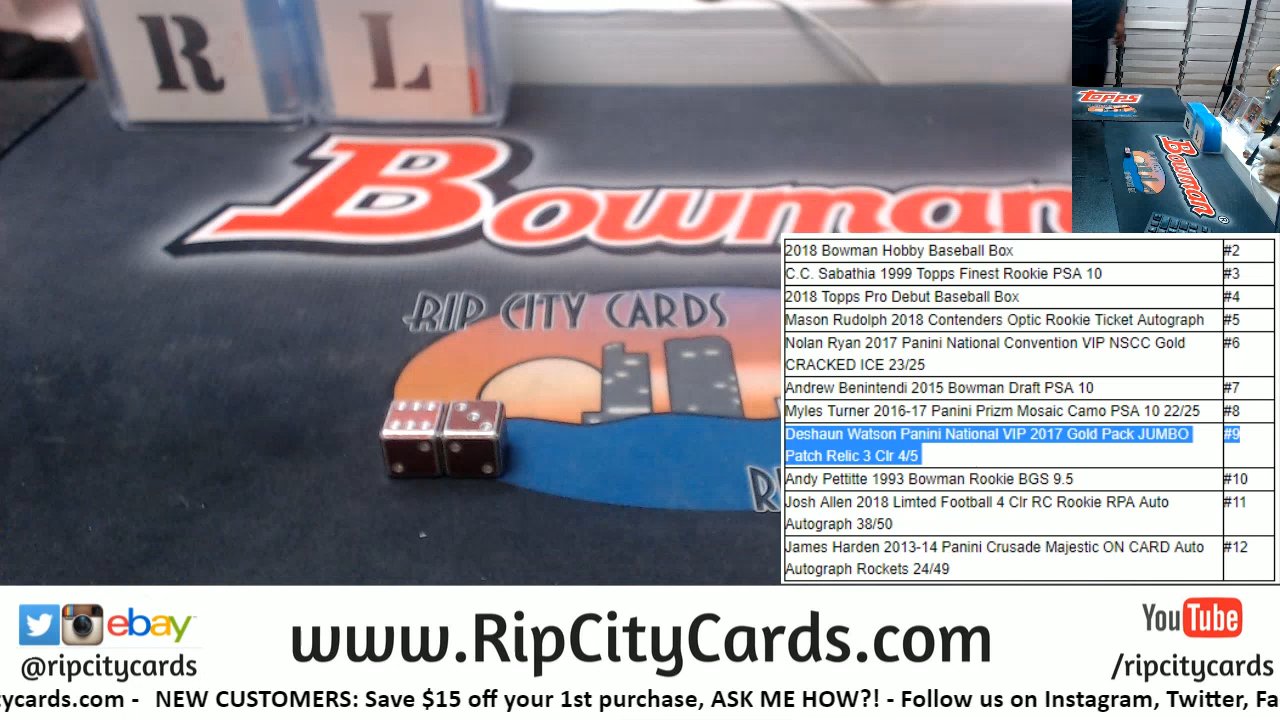 R L
Bowman
RIP CITY CARDS
R
TOPPS
Bowman
2018 Bowman Hobby Baseball Box #2
C.C. Sabathia 1999 Topps Finest Rookie PSA 10 #3
2018 Topps Pro Debut Baseball Box #4
Mason Rudolph 2018 Contenders Optic Rookie Ticket Autograph #5
Nolan Ryan 2017 Panini National Convention VIP NSCC Gold #6
CRACKED ICE 23/25
Andrew Benintendi 2015 Bowman Draft PSA 10 #7
Myles Turner 2016-17 Panini Prizm Mosaic Camo PSA 10 22/25 #8
Deshaun Watson Panini National VIP 2017 Gold Pack JUMBO #9
Patch Relic 3 Clr 4/5
Andy Pettitte 1993 Bowman Rookie BGS 9.5 #10
Josh Allen 2018 Limted Football 4 Clr RC Rookie RPA Auto #11
Autograph 38/50
James Harden 2013-14 Panini Crusade Majestic ON CARD Auto #12
Autograph Rockets 24/49
ebay
@ripcitycards
www.RipCityCards.com
YouTube
/ripcitycards
tycards.com - NEW CUSTOMERS: Save $15 off your 1st purchase, ASK ME HOW?! - Follow us on Instagram, Twitter, Fa